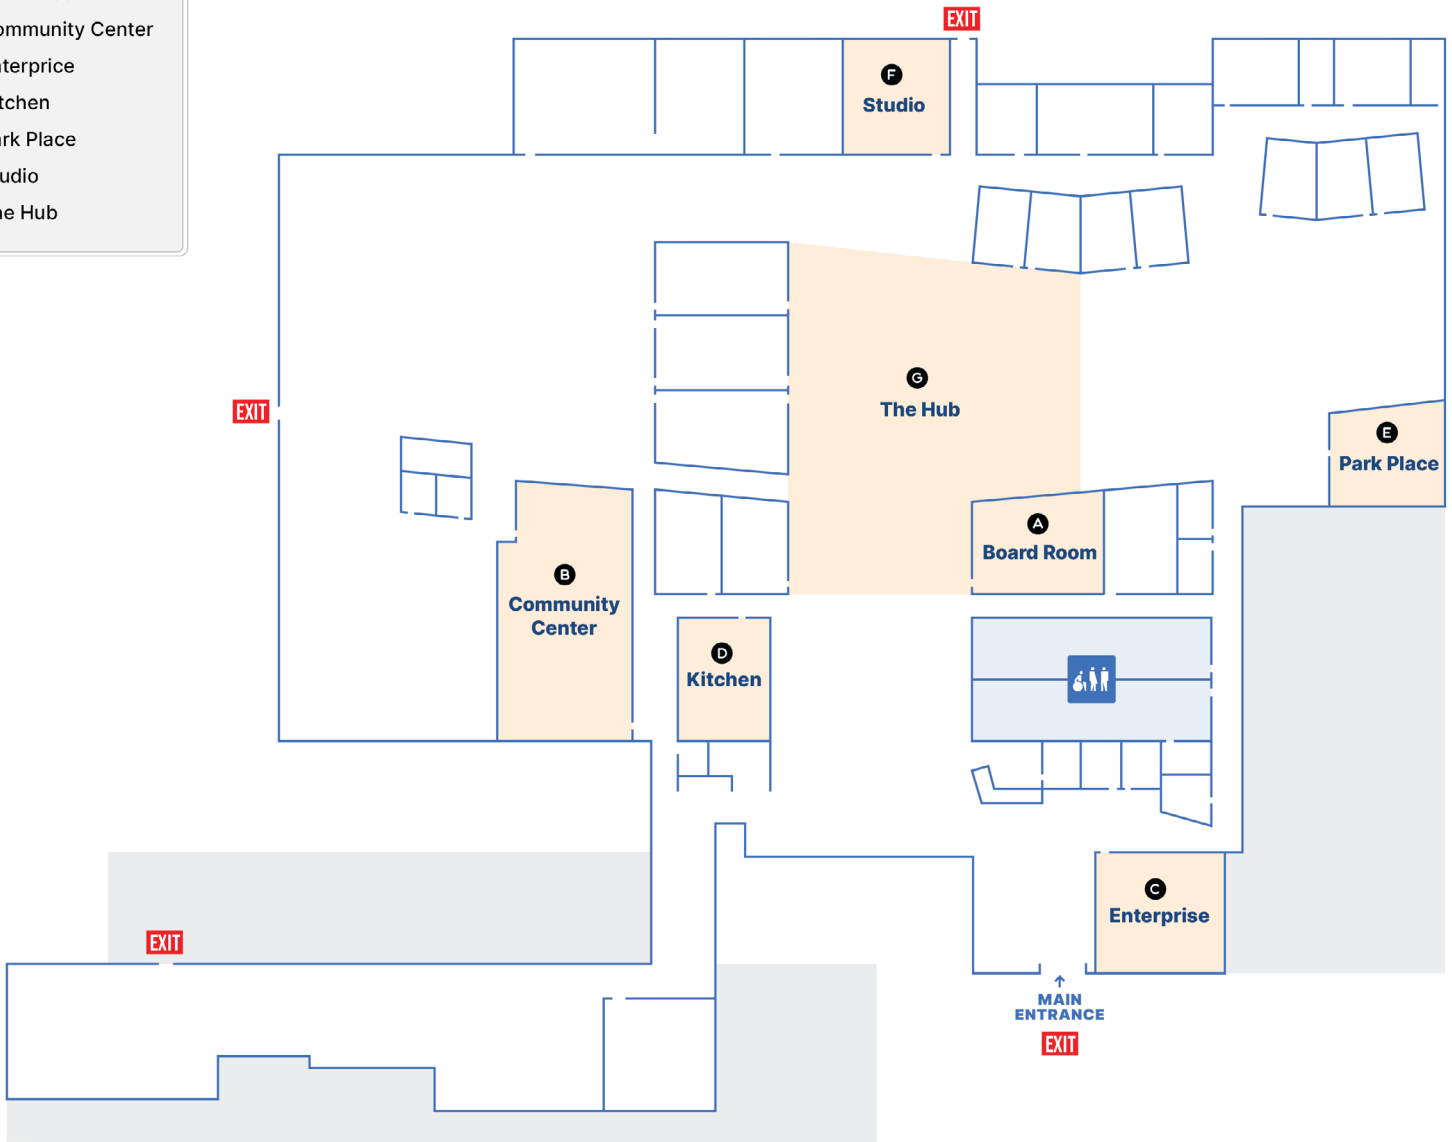 ommunity Center
terprice
tchen
rk Place
udio
e Hub
EXIT
F
Studio
G
The Hub
EXIT
E
Park Place
A
Board Room
B
Community
Center
D
Kitchen
C
Enterprise
EXIT
MAIN
ENTRANCE
EXIT